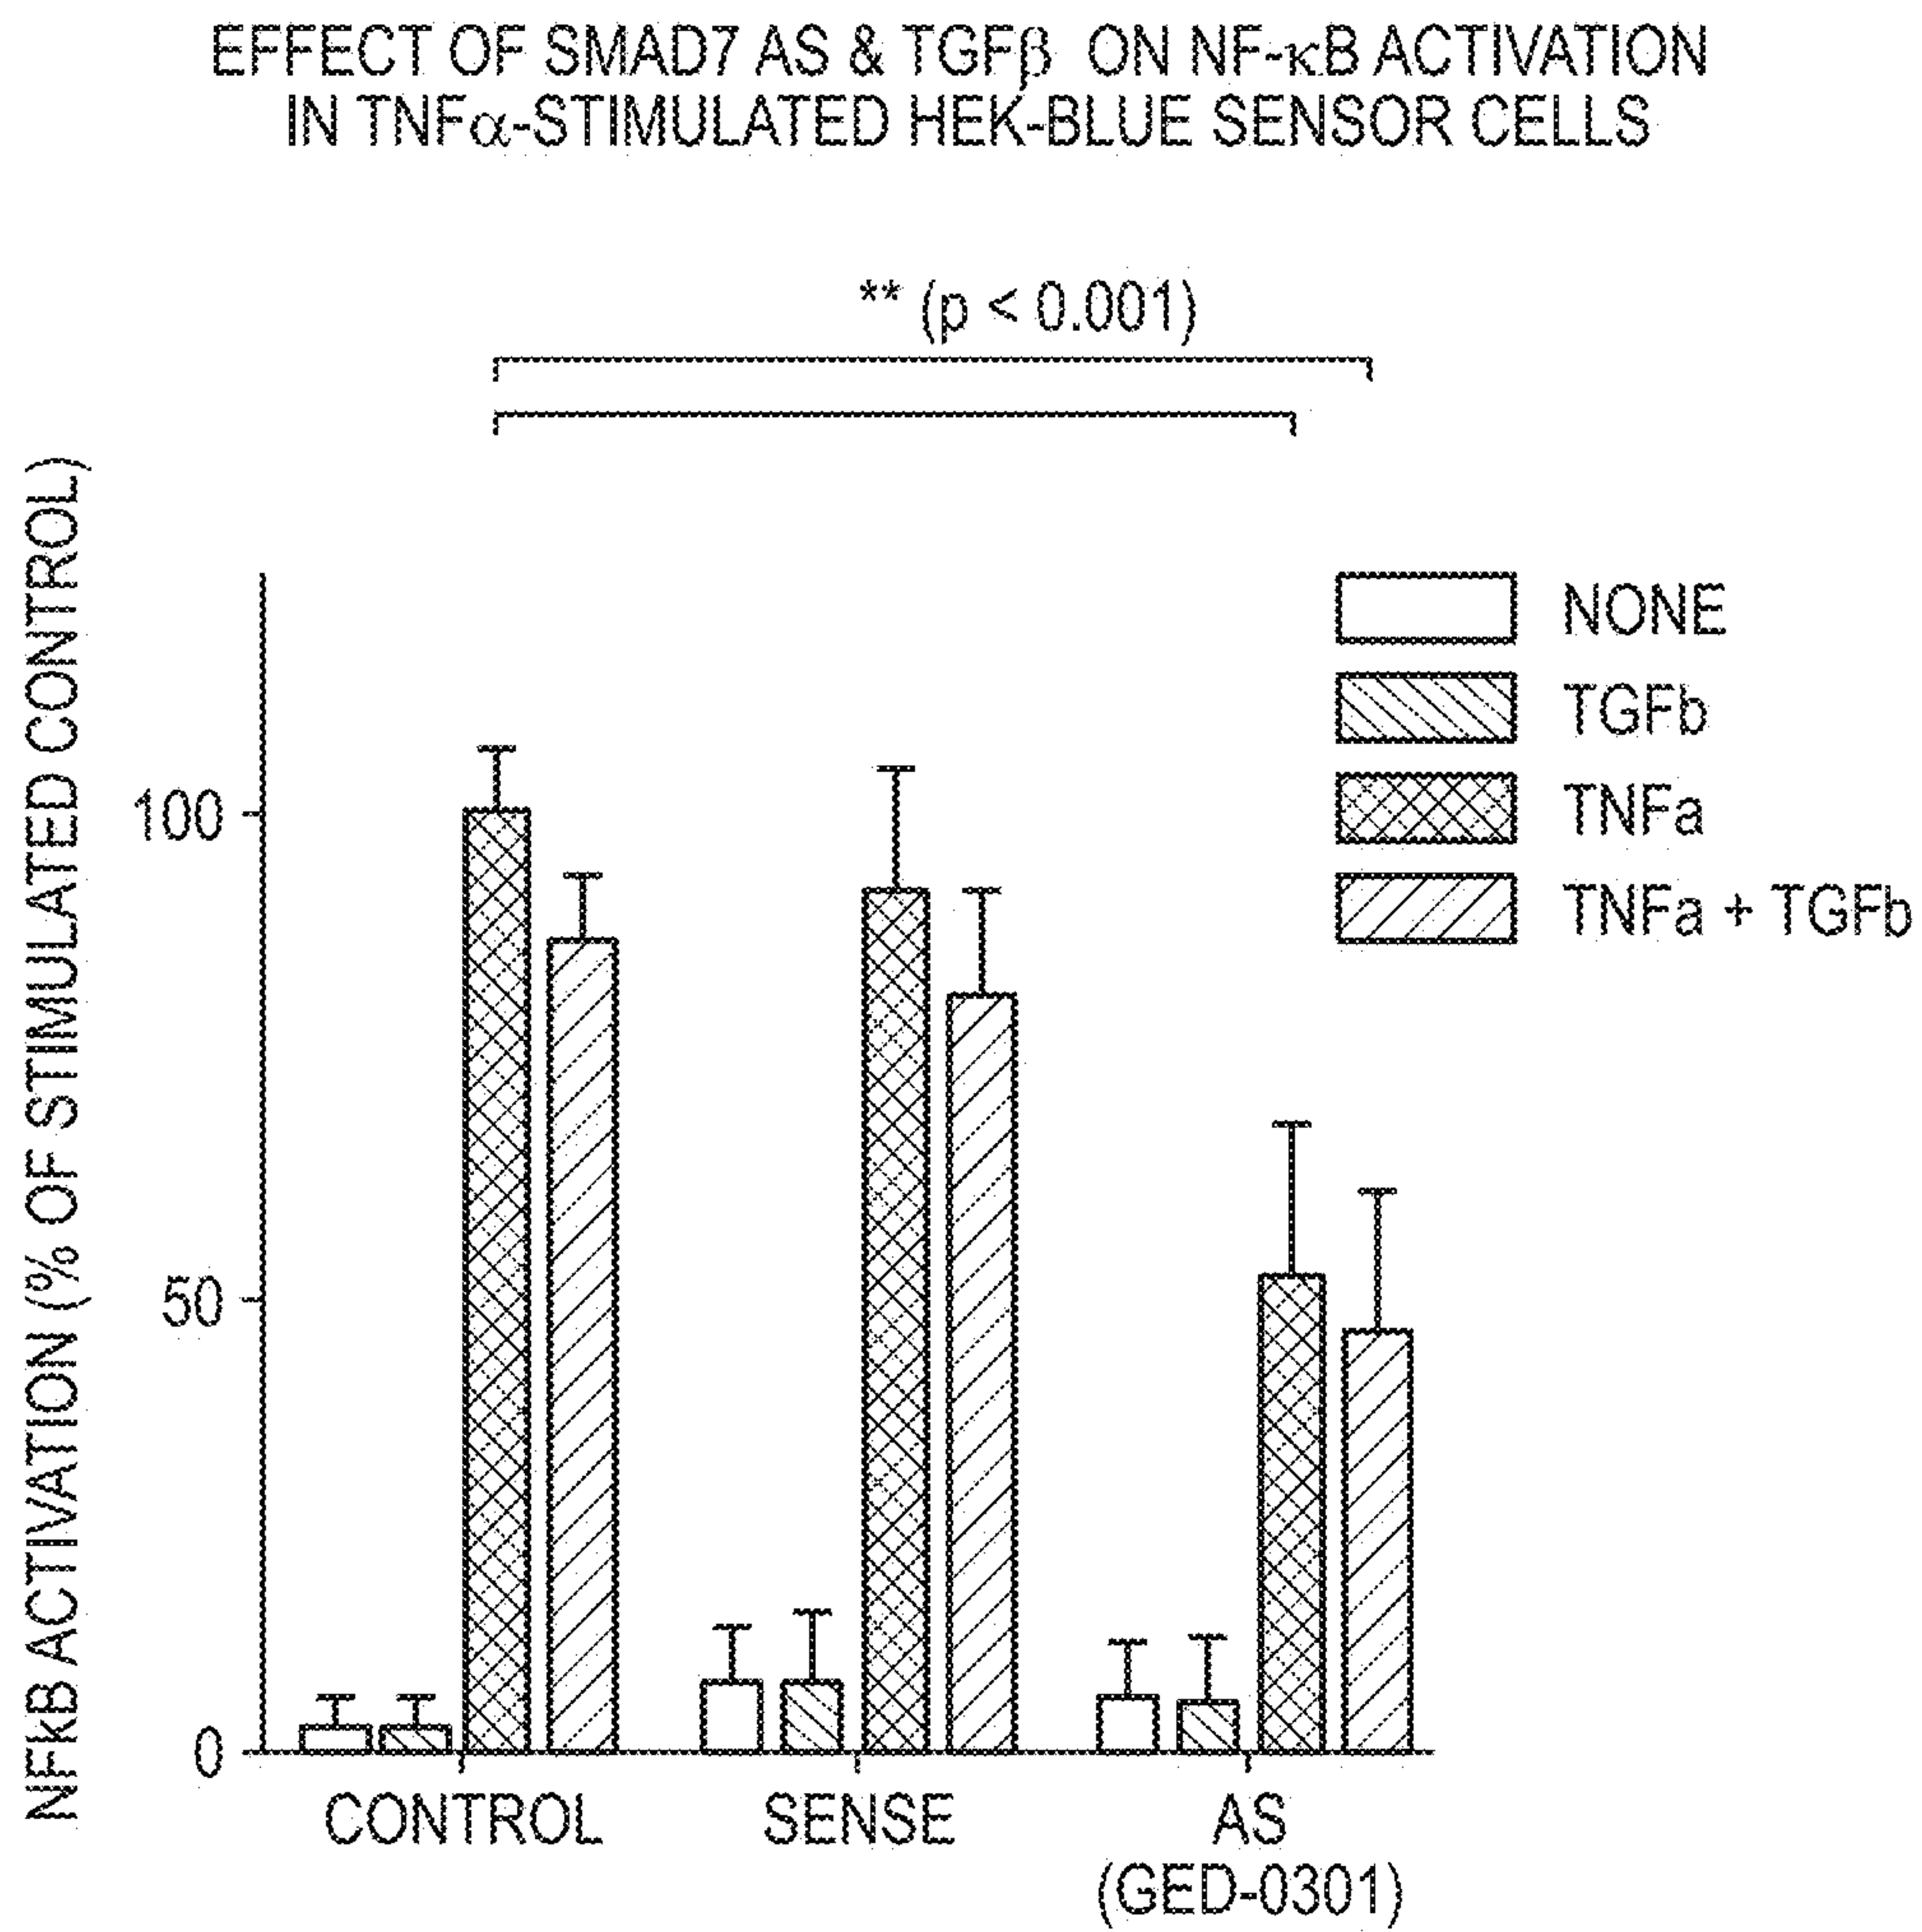 EFFECT OF SMAD7 AS & TGFβ ON NF-κB ACTIVATION
IN TNFα-STIMULATED HEK-BLUE SENSOR CELLS
** (p < 0.001)
NFkB ACTIVATION (% OF STIMULATED CONTROL)
100
50
0
NONE
TGFb
TNFa
TNFa + TGFb
CONTROL
SENSE
AS
(GED-0301)